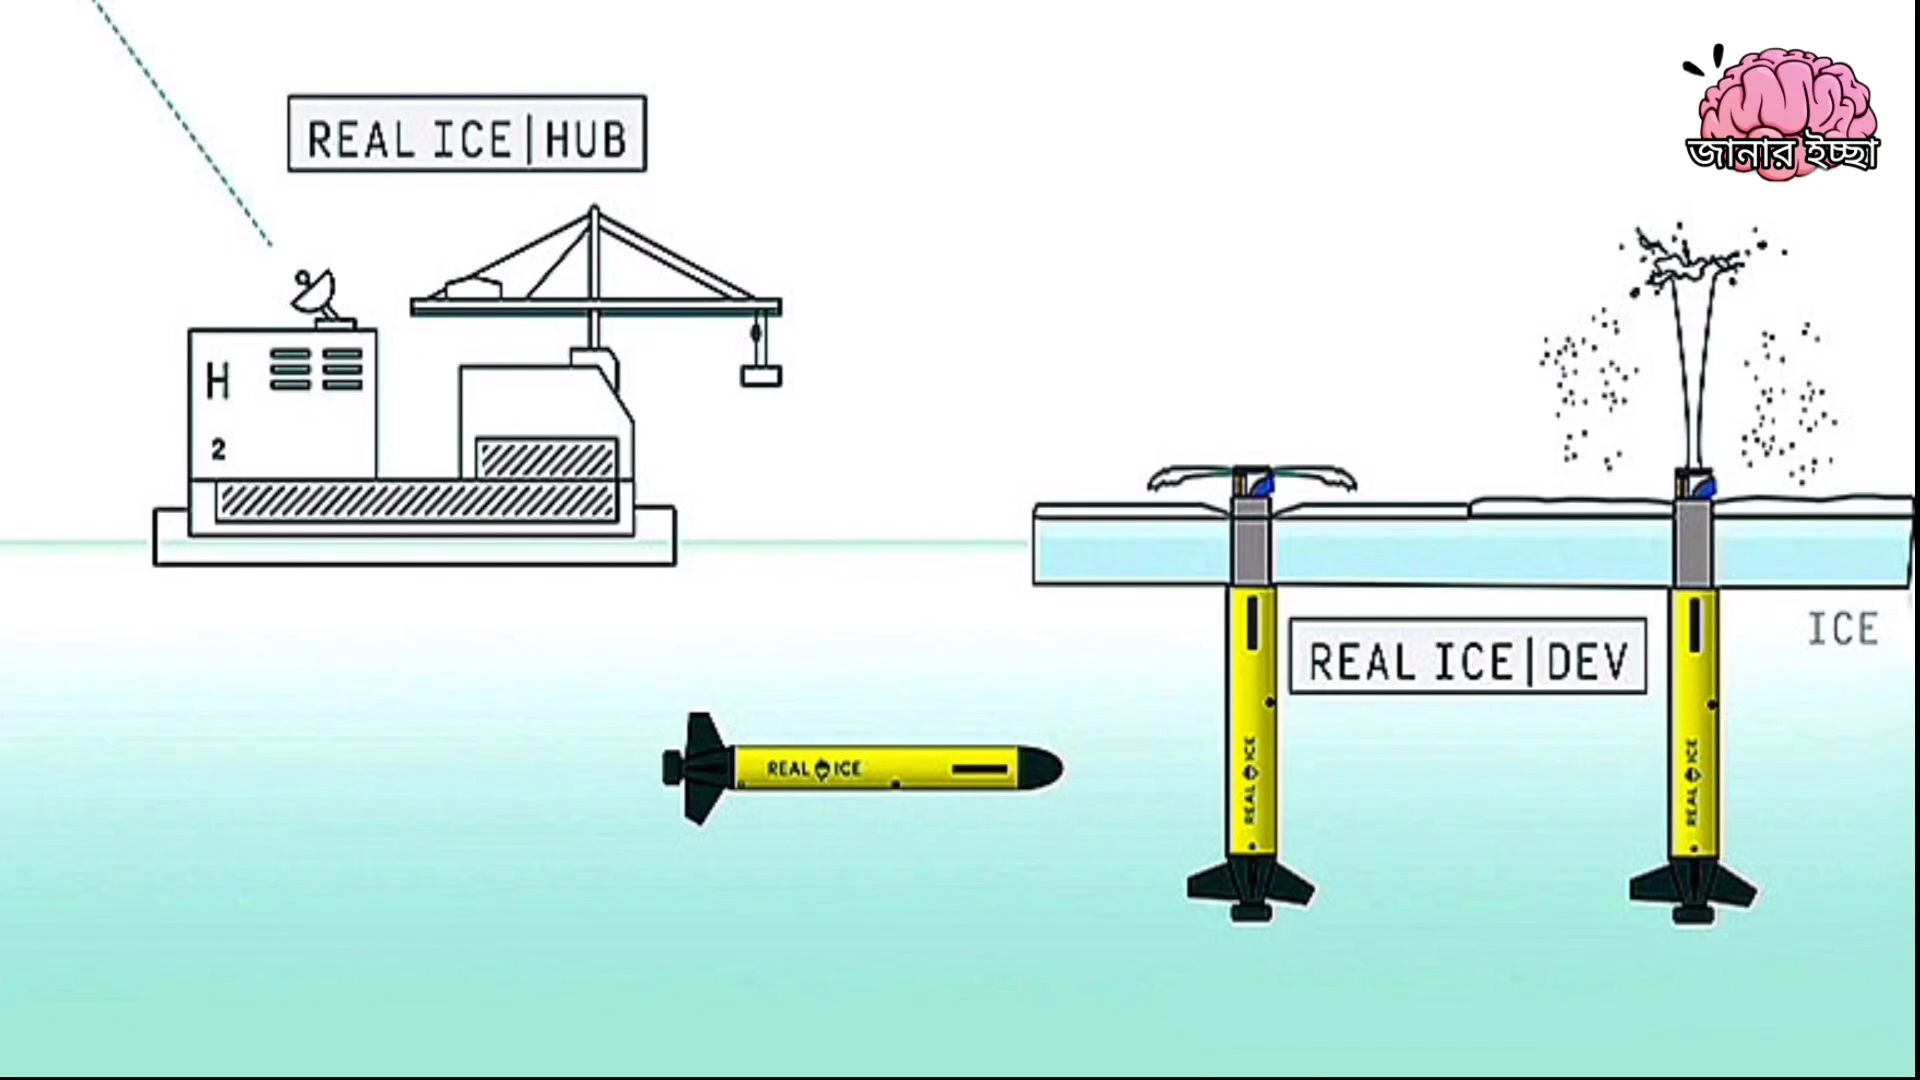 REAL ICE|HUB
জানার ইচ্ছা
H
2
ICE
REAL ICE|DEV
REAL ICE
REAL ICE
REAL ICE